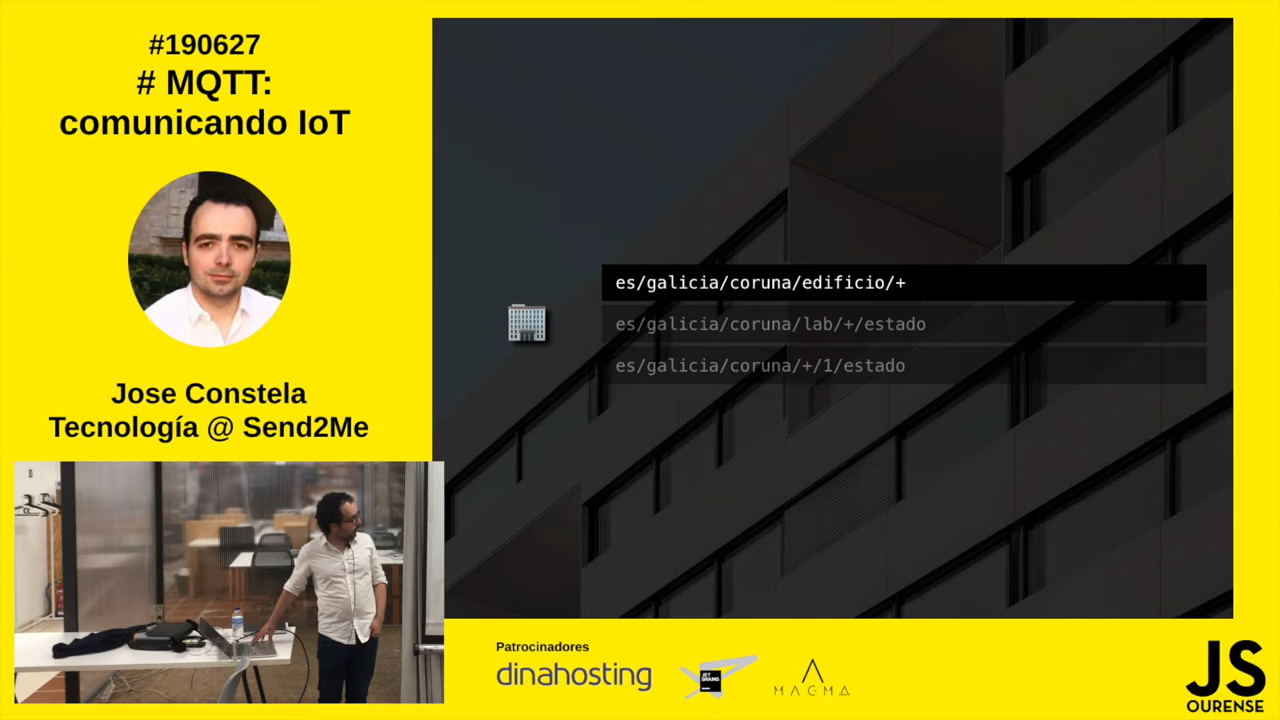 #190627
# MQTT:
comunicando IoT
Jose Constela
Tecnología @ Send2Me
es/galicia/coruna/edificio/+
es/galicia/coruna/lab/+/estado
es/galicia/coruna/+/1/estado
Patrocinadores
dinahosting
JET
BRAINS
MAGMA
JS
OURENSE